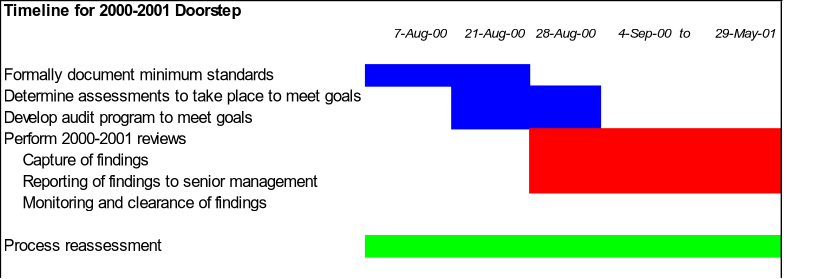 Timeline for 2000-2001 Doorstep
7-Aug-00 21-Aug-00 28-Aug-00 4-Sep-00 to 29-May-01
Formally document minimum standards
Determine assessments to take place to meet goals
Develop audit program to meet goals
Perform 2000-2001 reviews
Capture of findings
Reporting of findings to senior management
Monitoring and clearance of findings
Process reassessment